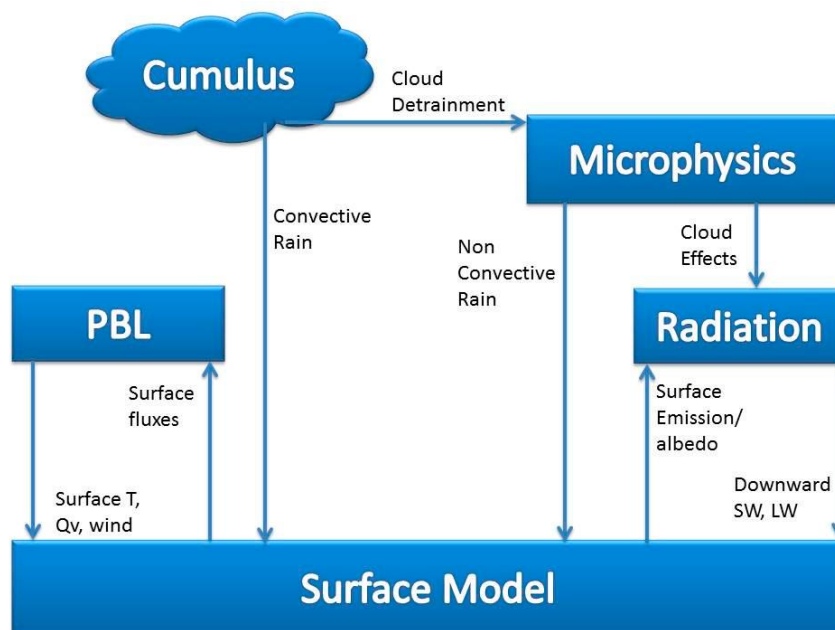 Cumulus
Cloud
Detrainment
Microphysics
Convective
Rain
Non
Convective
Rain
Cloud
Effects
PBL
Radiation
Surface
fluxes
Surface
Emission/
albedo
Surface T,
Qv, wind
Downward
SW, LW
Surface Model